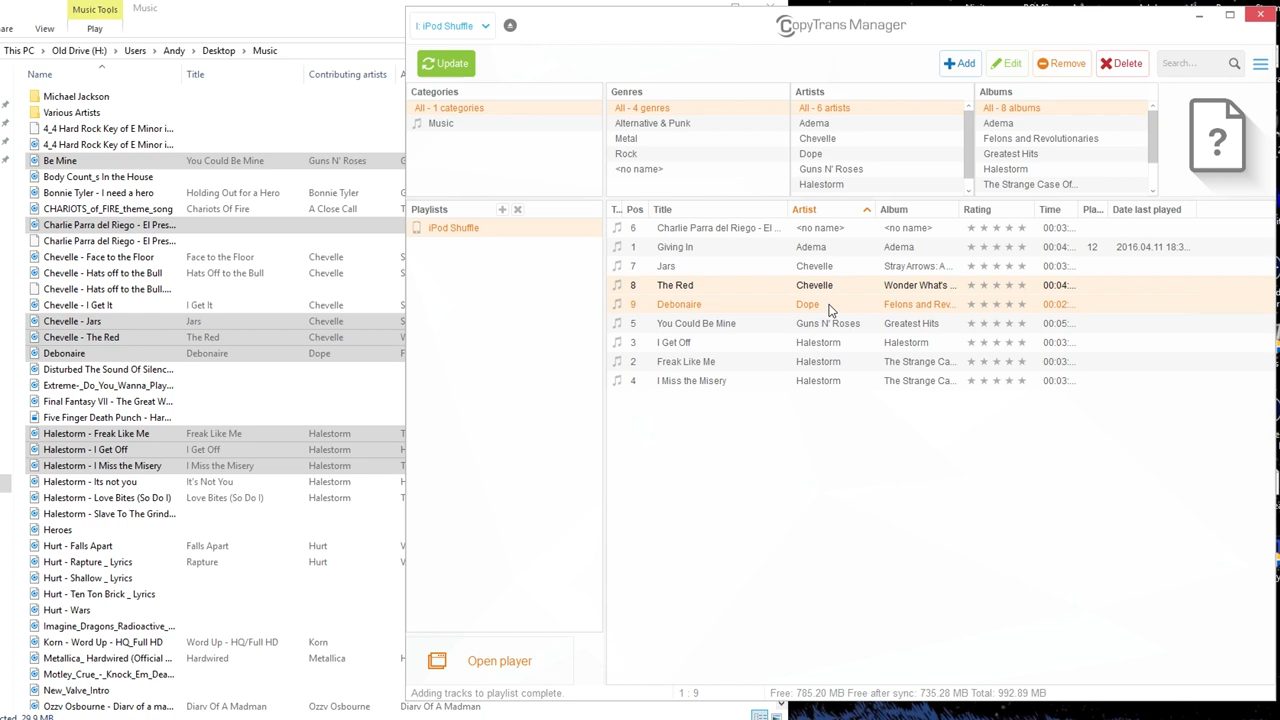 Music Tools
Music
are
View
Play
This PC > Old Drive (H:) > Users > Andy > Desktop > Music
Name Title Contributing artists
Michael Jackson
Various Artists
4_4 Hard Rock Key of E Minor i...
4_4 Hard Rock Key of E Minor i...
Be Mine You Could Be Mine Guns N' Roses
Body Count_s In the House
Bonnie Tyler - I need a hero Holding Out for a Hero Bonnie Tyler
CHARIOTS_of_FIRE_theme_song Chariots Of Fire A Close Call
Charlie Parra del Riego - El Pres...
Charlie Parra del Riego - El Pres...
Chevelle - Face to the Floor Face to the Floor Chevelle
Chevelle - Hats off to the Bull Hats Off to the Bull Chevelle
Chevelle - Hats off to the Bull....
Chevelle - I Get It I Get It Chevelle
Chevelle - Jars Jars Chevelle
Chevelle - The Red The Red Chevelle
Debonaire Debonaire Dope
Disturbed The Sound Of Silenc...
Extreme-_Do_You_Wanna_Play...
Final Fantasy VII - The Great W...
Five Finger Death Punch - Har...
Halestorm - Freak Like Me Freak Like Me Halestorm
Halestorm - I Get Off I Get Off Halestorm
Halestorm - I Miss the Misery I Miss the Misery Halestorm
Halestorm - Its not you It's Not You Halestorm
Halestorm - Love Bites (So Do I) Love Bites (So Do I) Halestorm
Halestorm - Slave To The Grind...
Heroes
Hurt - Falls Apart Falls Apart Hurt
Hurt - Rapture _ Lyrics Rapture Hurt
Hurt - Shallow _ Lyrics
Hurt - Ten Ton Brick _ Lyrics
Hurt - Wars
Imagine_Dragons_Radioactive_...
Korn - Word Up - HQ_Full HD Word Up - HQ/Full HD Korn
Metallica_ Hardwired (Official ... Hardwired Metallica
Motley_Crue_-_Knock_Em_Dea...
New_Valve_Intro
Ozzy Osbourne - Diary of a ma... Diary Of A Madman Ozzy Osbourne - Diary Of A Madman
29.9 MB
I: iPod Shuffle
CopyTrans Manager
Update
Add Edit Remove Delete Search...
Categories
All - 1 categories
Music
Genres
All - 4 genres
Alternative & Punk
Metal
Rock
<no name>
Artists
All - 6 artists
Adema
Chevelle
Dope
Guns N' Roses
Halestorm
Albums
All - 8 albums
Adema
Felons and Revolutionaries
Greatest Hits
Halestorm
The Strange Case Of...
?
Playlists
iPod Shuffle
T... Pos Title Artist Album Rating Time Pla... Date last played
6 Charlie Parra del Riego - El ... <no name> <no name> 00:03:...
1 Giving In Adema Adema 00:04:... 12 2016.04.11 18:3...
7 Jars Chevelle Stray Arrows: A... 00:03:...
8 The Red Chevelle Wonder What's ... 00:04:...
9 Debonaire Dope Felons and Rev... 00:02:...
5 You Could Be Mine Guns N' Roses Greatest Hits 00:05:...
3 I Get Off Halestorm Halestorm 00:03:...
2 Freak Like Me Halestorm The Strange Ca... 00:03:...
4 I Miss the Misery Halestorm The Strange Ca... 00:03:...
Open player
Adding tracks to playlist complete. 1 : 9 Free: 785.20 MB Free after sync: 735.28 MB Total: 992.89 MB